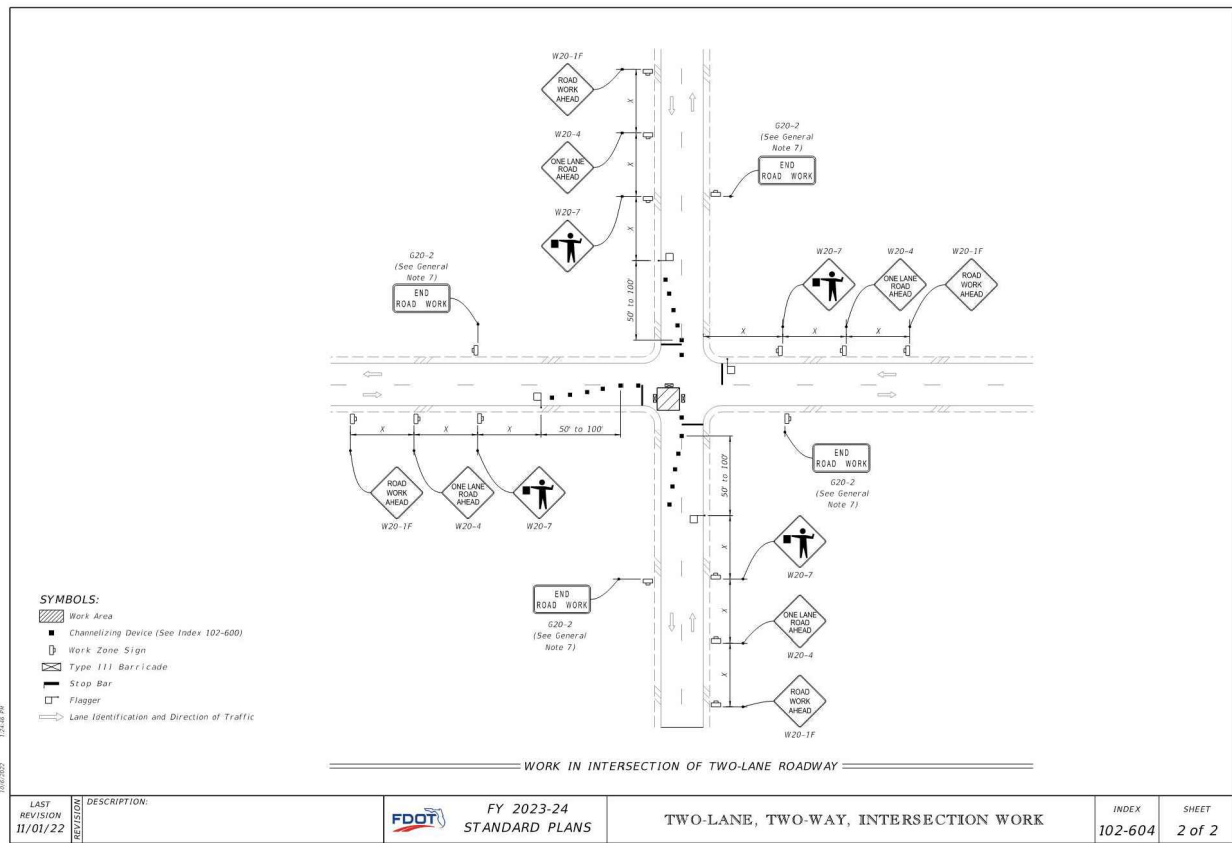 W20-1F
ROAD
WORK
AHEAD
X
W20-4
ONE LANE
ROAD
AHEAD
X
W20-7
X
50' to 100'
G20-2
(See General
Note 7)
END
ROAD WORK
G20-2
(See General
Note 7)
END
ROAD WORK
W20-7
W20-4
W20-1F
ONE LANE
ROAD
AHEAD
ROAD
WORK
AHEAD
X
X
X
X
X
X
50' to 100'
ROAD
WORK
AHEAD
ONE LANE
ROAD
AHEAD
W20-1F
W20-4
W20-7
END
ROAD WORK
G20-2
(See General
Note 7)
50' to 100'
X
W20-7
X
ONE LANE
ROAD
AHEAD
W20-4
X
ROAD
WORK
AHEAD
W20-1F
END
ROAD WORK
G20-2
(See General
Note 7)
SYMBOLS:
Work Area
Channelizing Device (See Index 102-600)
Work Zone Sign
Type III Barricade
Stop Bar
Flagger
Lane Identification and Direction of Traffic
WORK IN INTERSECTION OF TWO-LANE ROADWAY
10/6/2022 1:24:46 PM
LAST
REVISION
11/01/22
REVISION
DESCRIPTION:
FDOT
FY 2023-24
STANDARD PLANS
TWO-LANE, TWO-WAY, INTERSECTION WORK
INDEX
102-604
SHEET
2 of 2